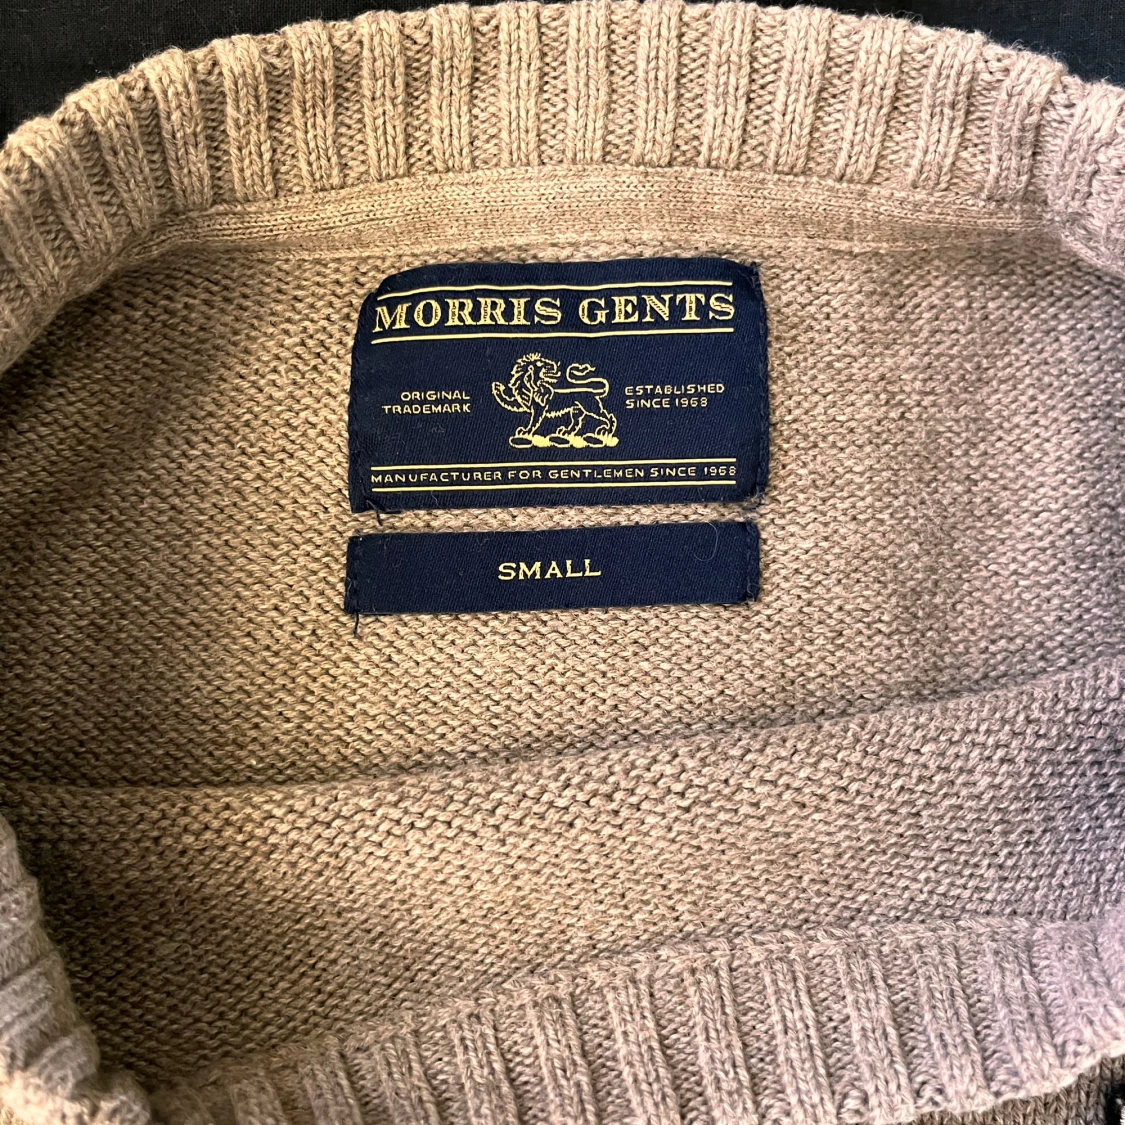 MORRIS GENTS
ORIGINAL
TRADEMARK
ESTABLISHED
SINCE 1968
MANUFACTURER FOR GENTLEMEN SINCE 1968
SMALL